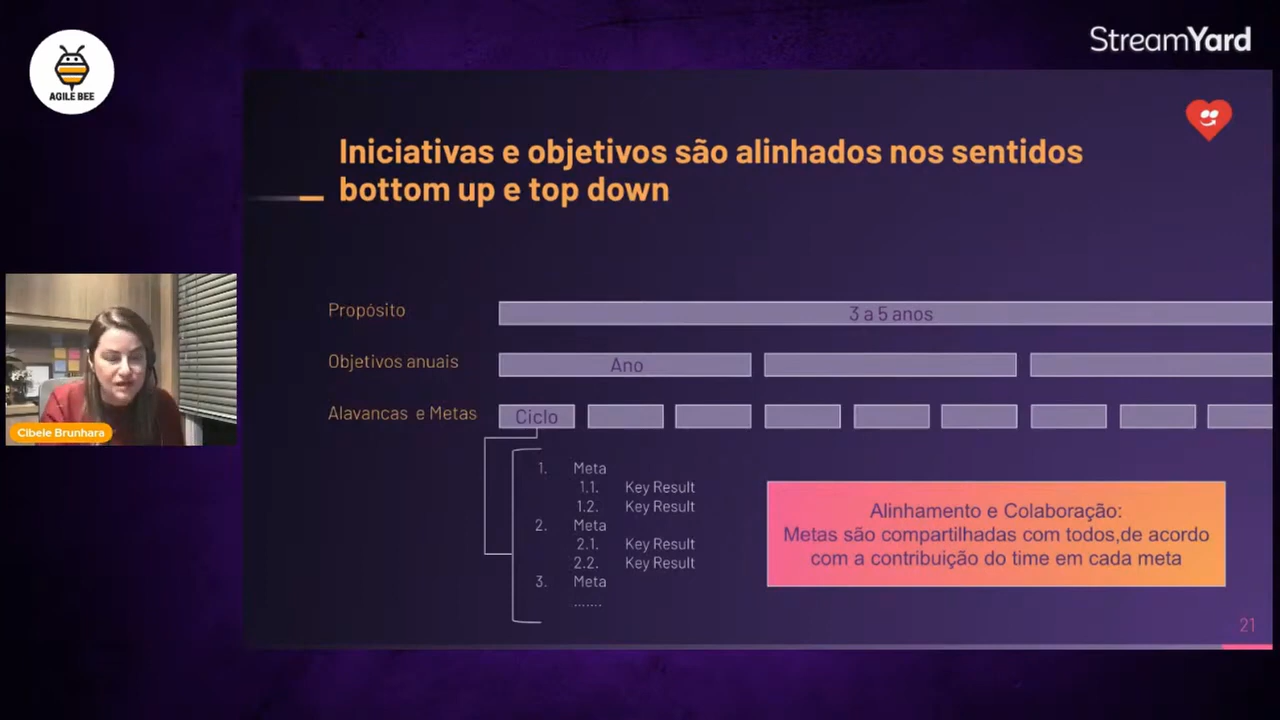 AGILE BEE
StreamYard
Iniciativas e objetivos são alinhados nos sentidos
bottom up e top down
Propósito
3 a 5 anos
Objetivos anuais
Ano
Alavancas e Metas
Ciclo
1. Meta
1.1. Key Result
1.2. Key Result
2. Meta
2.1. Key Result
2.2. Key Result
3. Meta
.......
Alinhamento e Colaboração:
Metas são compartilhadas com todos,de acordo
com a contribuição do time em cada meta
Cibele Brunhara
21